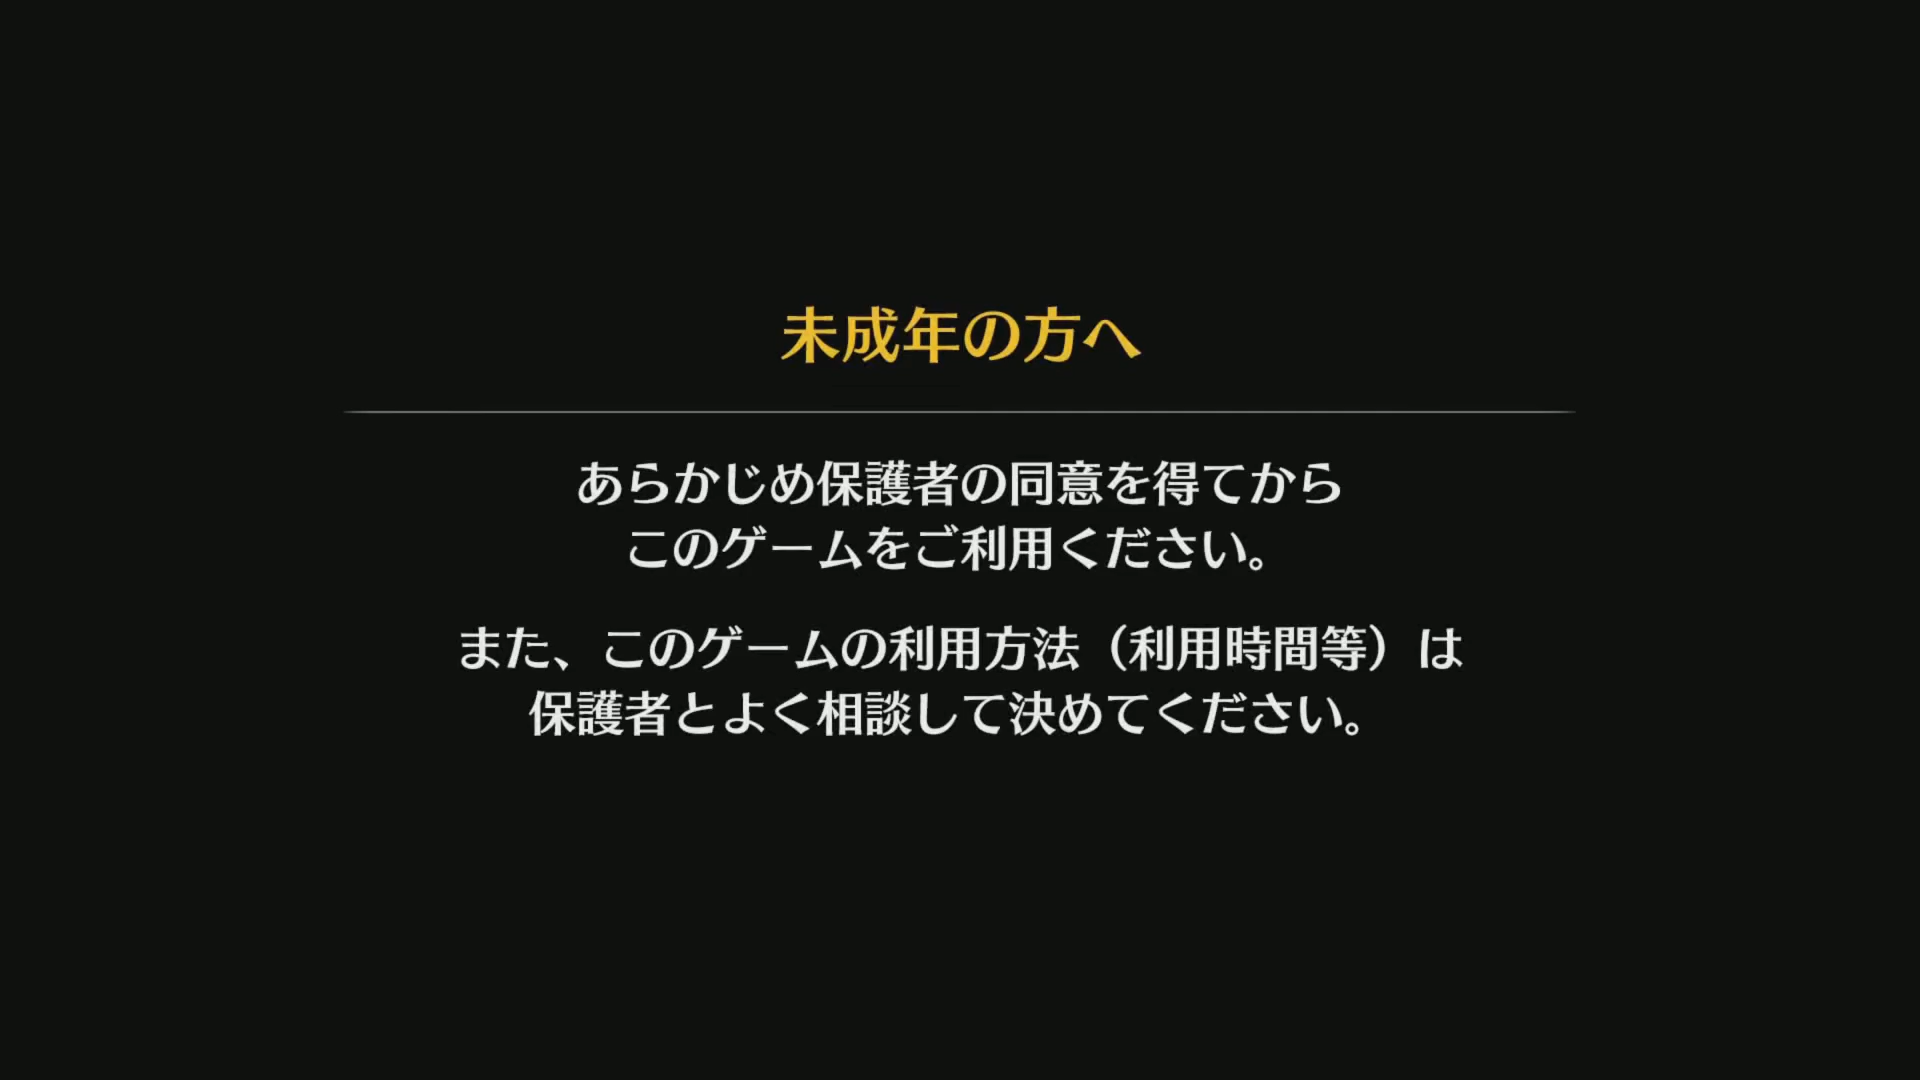 未成年の方へ
あらかじめ保護者の同意を得てから
このゲームをご利用ください。
また、このゲームの利用方法（利用時間等）は
保護者とよく相談して決めてください。